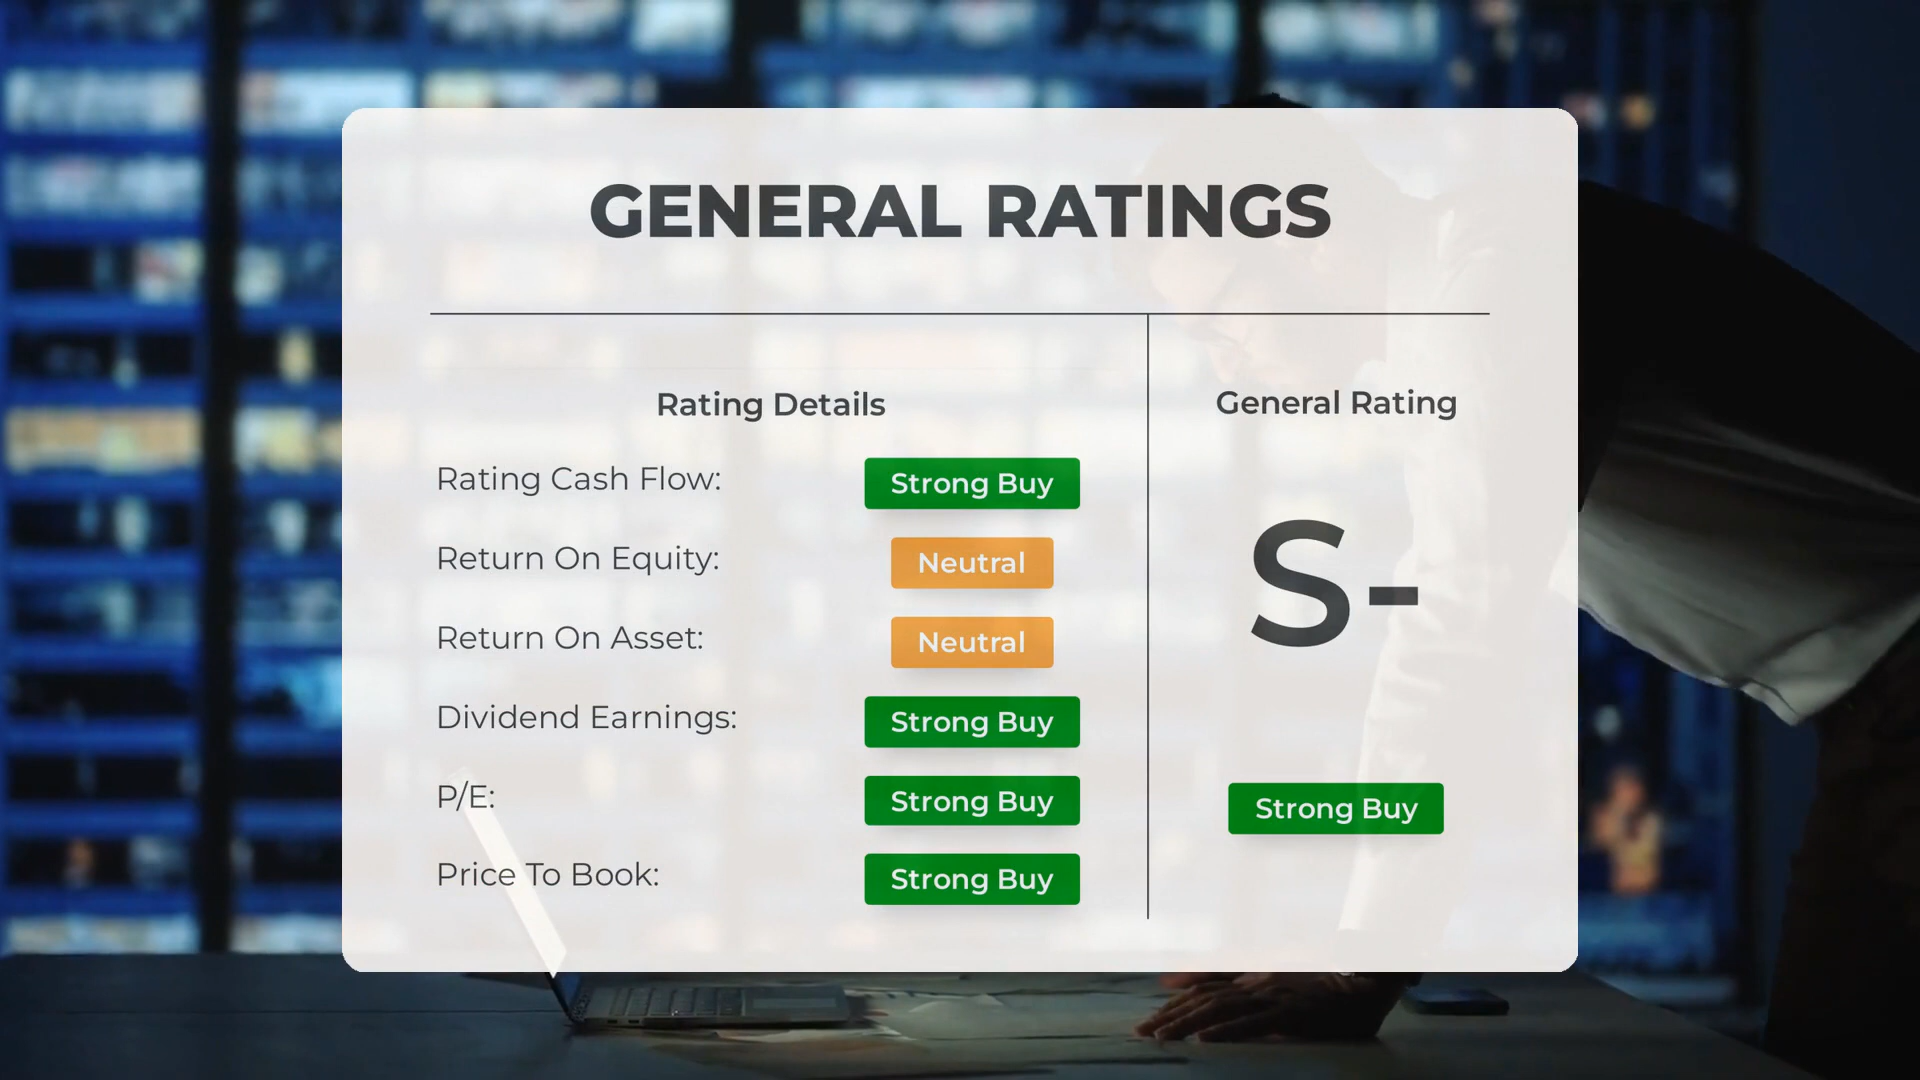 GENERAL RATINGS
Rating Details
Rating Cash Flow: Strong Buy
Return On Equity: Neutral
Return On Asset: Neutral
Dividend Earnings: Strong Buy
P/E: Strong Buy
Price To Book: Strong Buy
General Rating
S-
Strong Buy